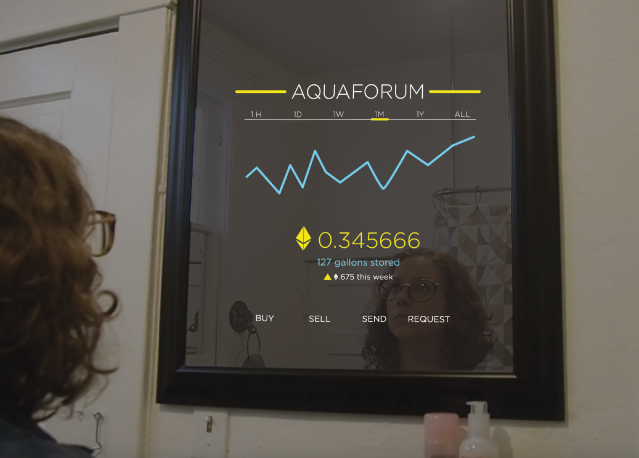 AQUAFORUM
1H 1D 1W 1M 1Y ALL
0.345666
127 gallons stored
.675 this week
BUY SELL SEND REQUEST